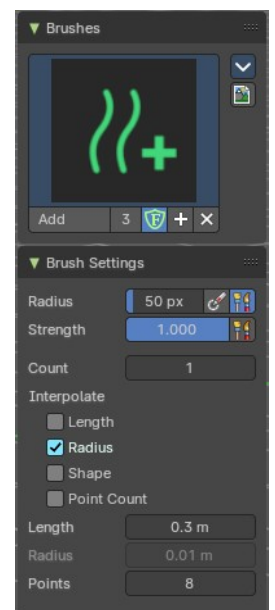 Brushes
Add 3 F
Brush Settings
Radius 50 px
Strength 1.000
Count 1
Interpolate
Length
Radius
Shape
Point Count
Length 0.3 m
Radius 0.01 m
Points 8